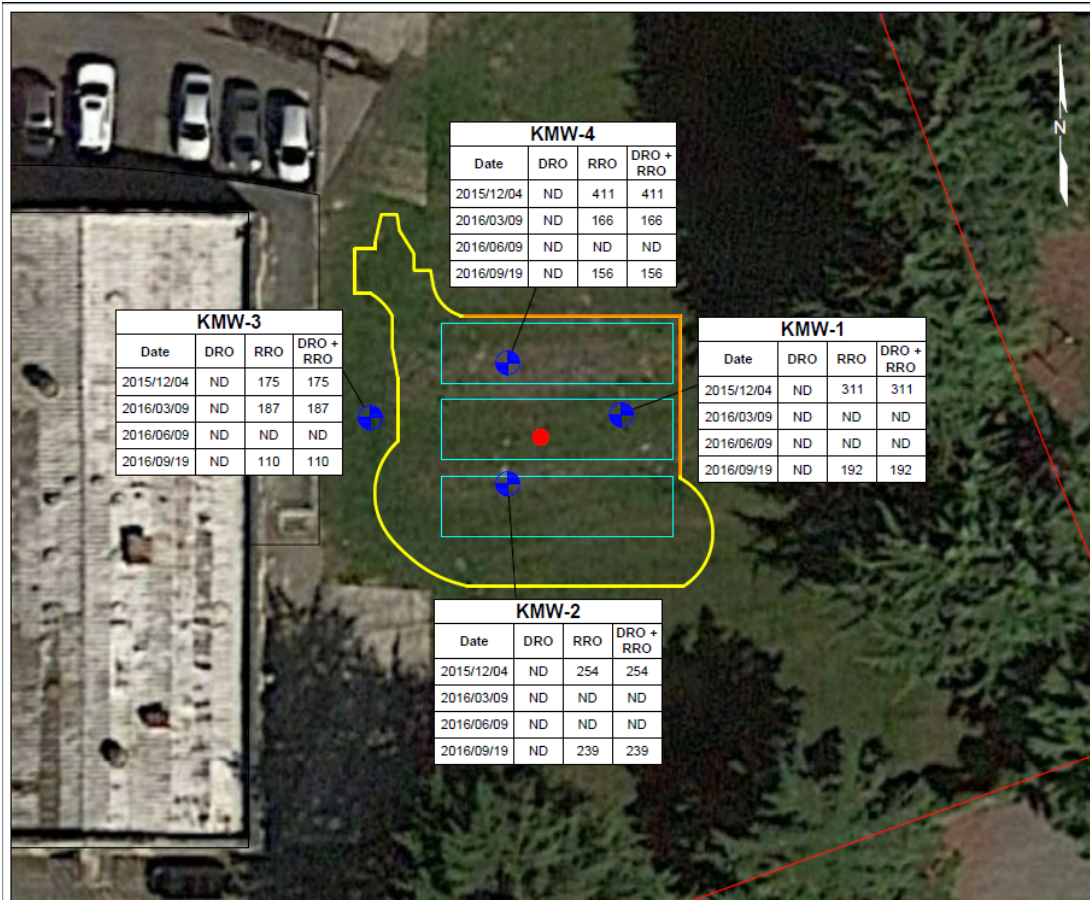 N
KMW-4
Date DRO RRO DRO + RRO
2015/12/04 ND 411 411
2016/03/09 ND 166 166
2016/06/09 ND ND ND
2016/09/19 ND 156 156
KMW-3
Date DRO RRO DRO + RRO
2015/12/04 ND 175 175
2016/03/09 ND 187 187
2016/06/09 ND ND ND
2016/09/19 ND 110 110
KMW-1
Date DRO RRO DRO + RRO
2015/12/04 ND 311 311
2016/03/09 ND ND ND
2016/06/09 ND ND ND
2016/09/19 ND 192 192
KMW-2
Date DRO RRO DRO + RRO
2015/12/04 ND 254 254
2016/03/09 ND ND ND
2016/06/09 ND ND ND
2016/09/19 ND 239 239